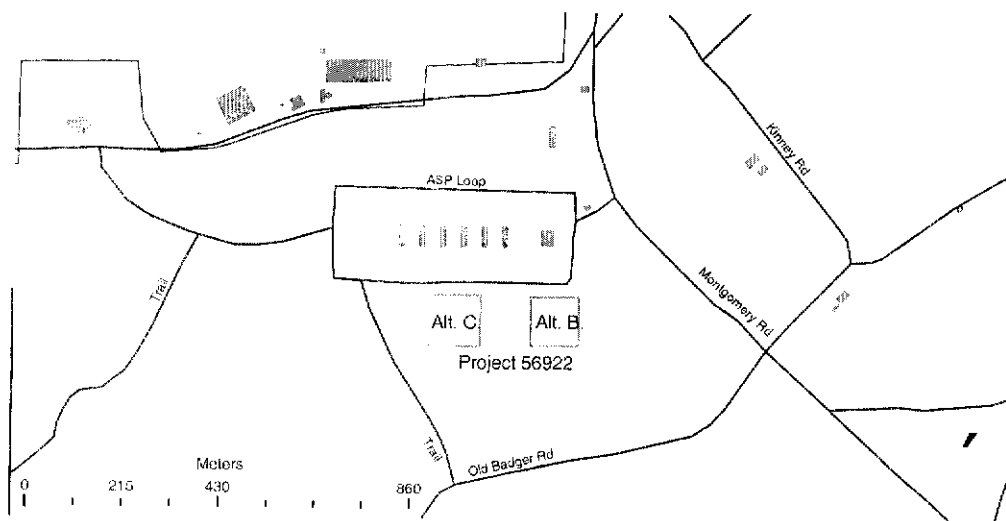 Kinney Rd
ASP Loop
Trail
Montgomery Rd
Alt. C
Alt. B
Project 56922
Trail
Old Badger Rd
Meters
0 215 430 860